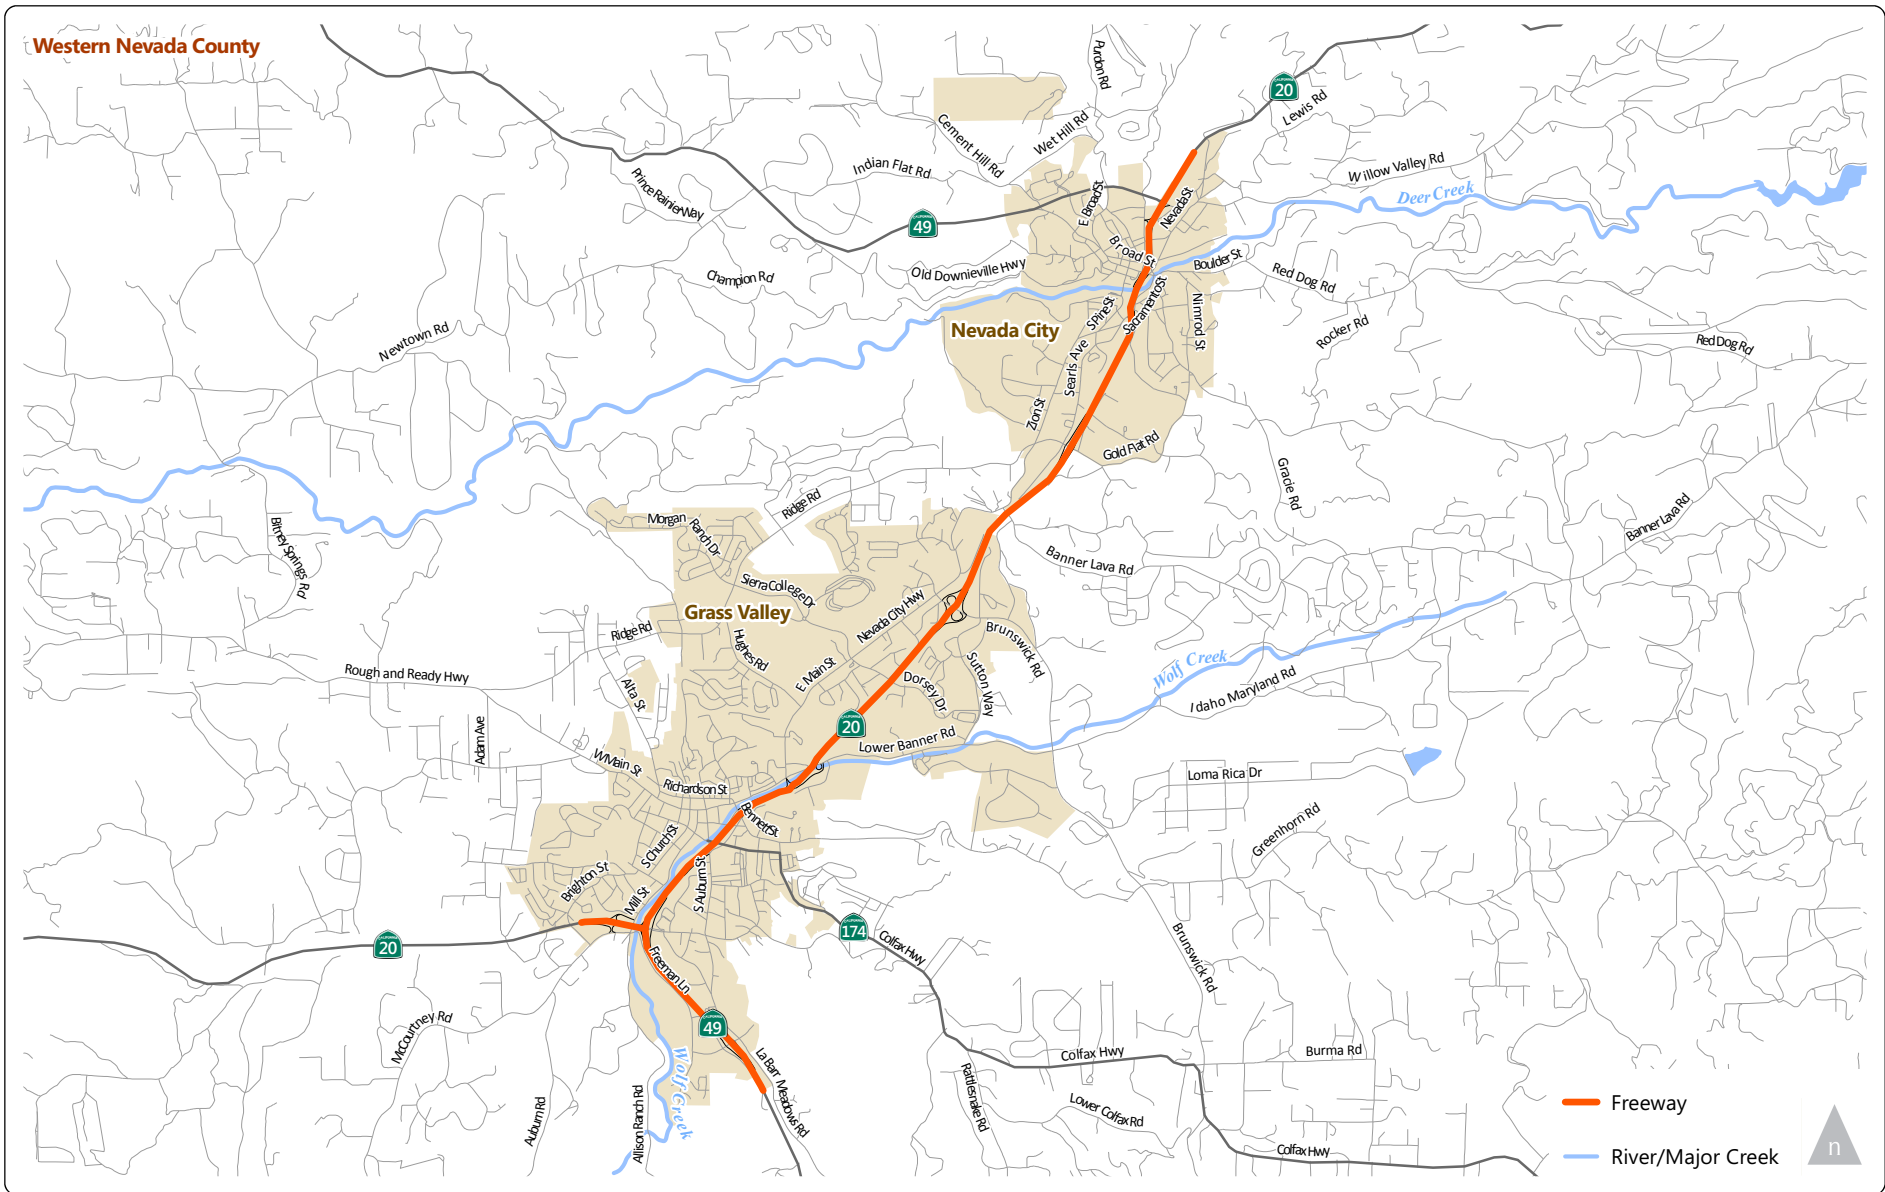 Western Nevada County
Purdon Rd
CALIFORNIA
20
Lewis Rd
Cement Hill Rd
Wet Hill Rd
Indian Flat Rd
Willow Valley Rd
Prince Rainier Way
Deer Creek
E Broad St
Nevada St
CALIFORNIA
49
Broad St
Boulder St
Old Downieville Hwy
Red Dog Rd
Champion Rd
Sacramento St
S Pine St
Nimrod St
Nevada City
Rocker Rd
Newtown Rd
Red Dog Rd
Searls Ave
Zion St
Gold Flat Rd
Gracie Rd
Ridge Rd
Morgan
Ranch Dr
Banner Lava Rd
Bitney Springs Rd
Banner Lava Rd
Sierra College Dr
Grass Valley
Nevada City Hwy
Ridge Rd
Hughes Rd
Brunswick Rd
Sutton Way
Wolf Creek
Rough and Ready Hwy
E Main St
Dorsey Dr
Idaho Maryland Rd
Alta St
CALIFORNIA
20
Adam Ave
Lower Banner Rd
W Main St
Loma Rica Dr
Richardson St
Bennett St
Greenhorn Rd
S Church St
Brighton St
S Auburn St
Mill St
CALIFORNIA
20
CALIFORNIA
174
Colfax Hwy
Freeman Ln
Brunswick Rd
McCourtney Rd
CALIFORNIA
49
Wolf Creek
La Barr Meadows Rd
Colfax Hwy
Burma Rd
Rattlesnake Rd
Auburn Rd
Allison Ranch Rd
Lower Colfax Rd
Colfax Hwy
Freeway
River/Major Creek
n